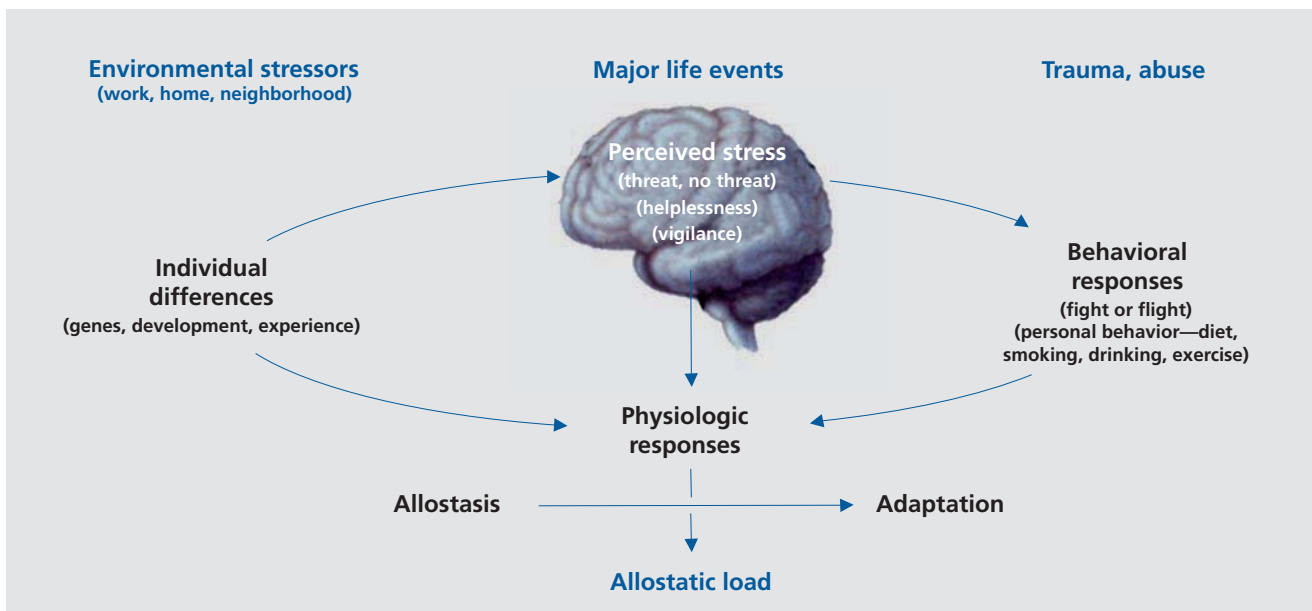 Environmental stressors
(work, home, neighborhood)
Major life events
Trauma, abuse
Perceived stress
(threat, no threat)
(helplessness)
(vigilance)
Individual
differences
(genes, development, experience)
Behavioral
responses
(fight or flight)
(personal behavior—diet,
smoking, drinking, exercise)
Physiologic
responses
Allostasis
Adaptation
Allostatic load